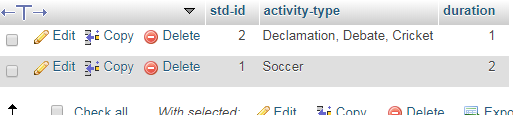 std-id activity-type duration
Edit Copy Delete 2 Declamation, Debate, Cricket 1
Edit Copy Delete 1 Soccer 2
Check all With selected: Edit Copy Delete